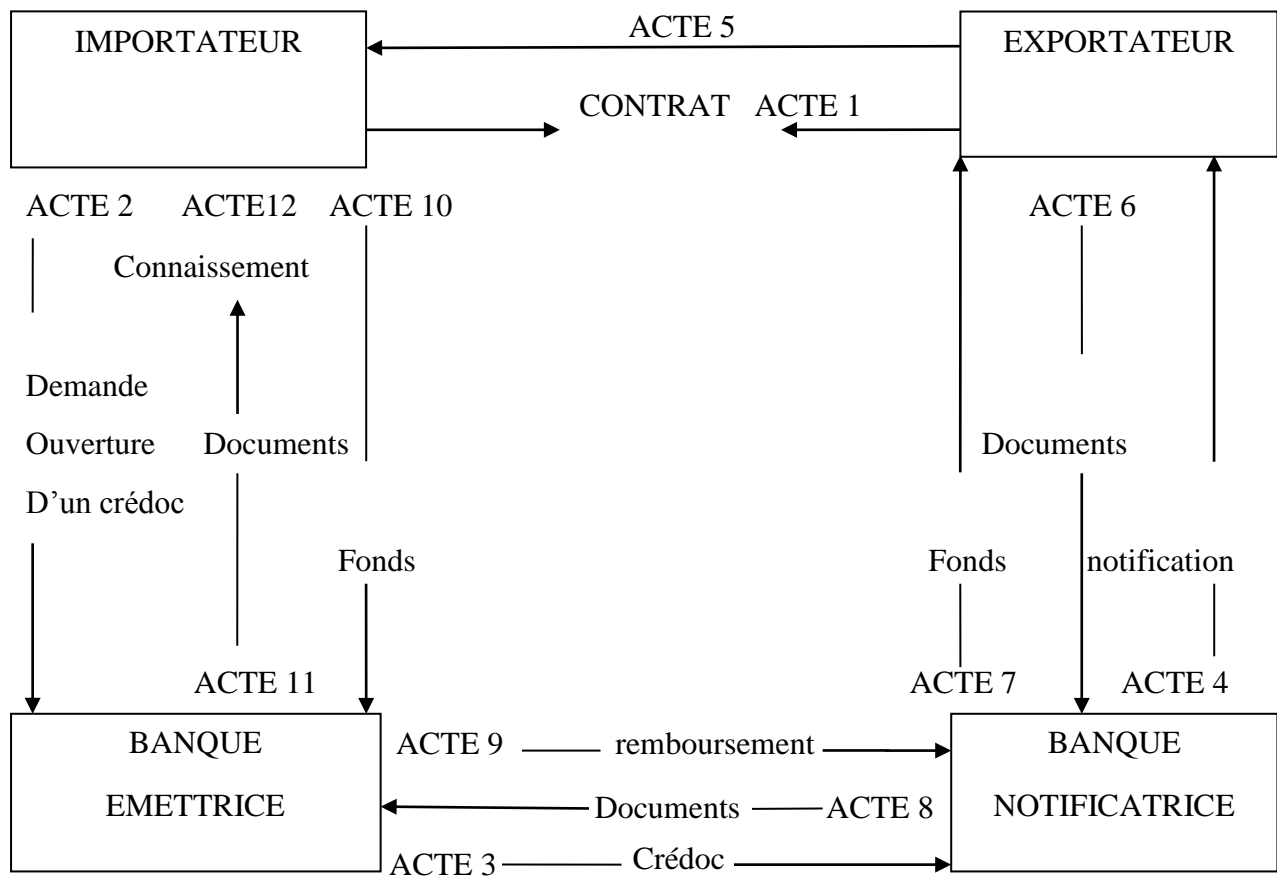 IMPORTATEUR
ACTE 5
EXPORTATEUR
CONTRAT ACTE 1
ACTE 2 ACTE12 ACTE 10
ACTE 6
Connaissement
Demande
Ouverture
D’un crédoc
Documents
Documents
Fonds
Fonds
notification
ACTE 11
ACTE 7
ACTE 4
BANQUE
EMETTRICE
ACTE 9 remboursement
Documents ACTE 8
ACTE 3 Crédoc
BANQUE
NOTIFICATRICE